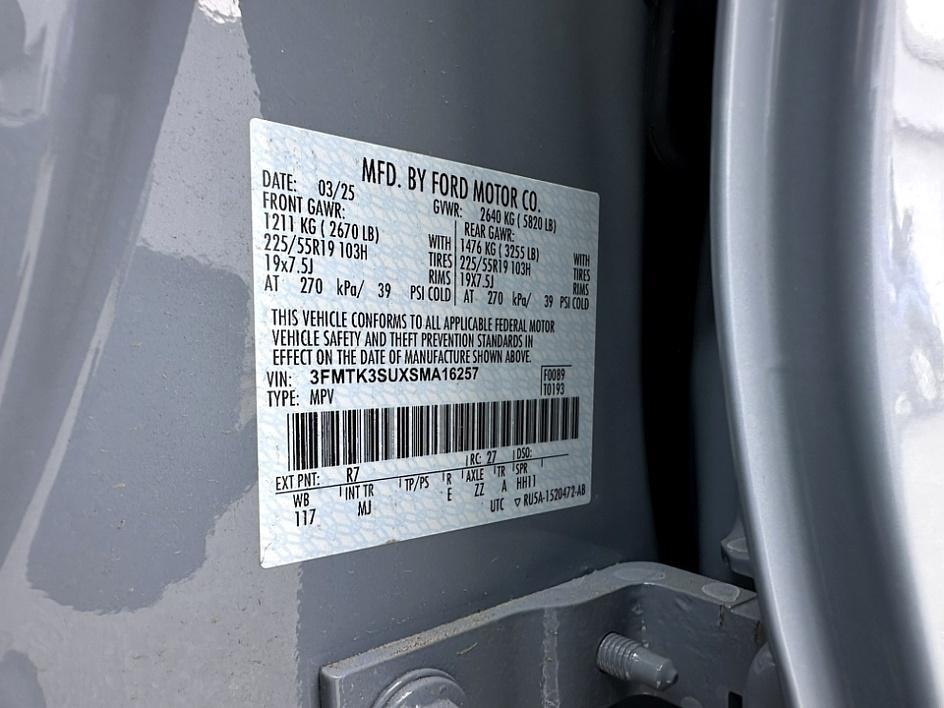 MFD. BY FORD MOTOR CO.
DATE: 03/25 GVWR: 2640 KG ( 5820 LB)
FRONT GAWR: REAR GAWR:
1211 KG ( 2670 LB) WITH 1476 KG ( 3255 LB) WITH
225/55R19 103H TIRES 225/55R19 103H TIRES
19x7.5J RIMS 19x7.5J RIMS
AT 270 kPa/ 39 PSI COLD AT 270 kPa/ 39 PSI COLD
THIS VEHICLE CONFORMS TO ALL APPLICABLE FEDERAL MOTOR
VEHICLE SAFETY AND THEFT PREVENTION STANDARDS IN
EFFECT ON THE DATE OF MANUFACTURE SHOWN ABOVE.
VIN: 3FMTK3SUXSMA16257 F0089
TYPE: MPV T0193
EXT PNT: R7 RC: 27 DSO:
WB INT TR TP/PS R AXLE TR SPR
117 MJ E ZZ A HH11
UTC ▽ RU5A-1520472-AB